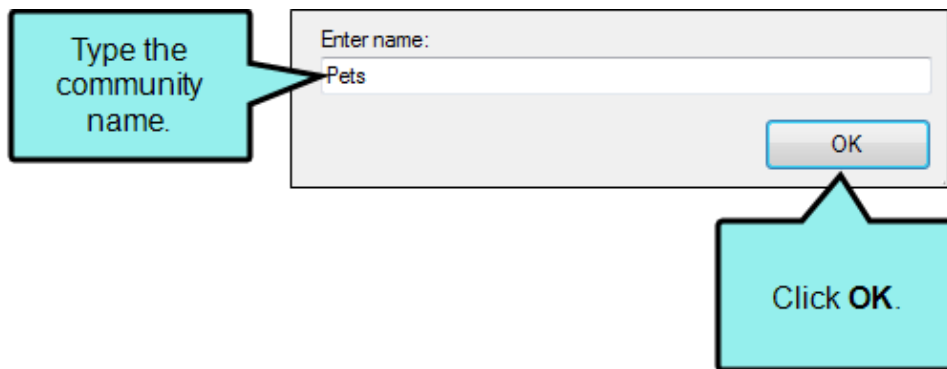 Type the
community
name.
Enter name:
Pets
OK
Click OK.